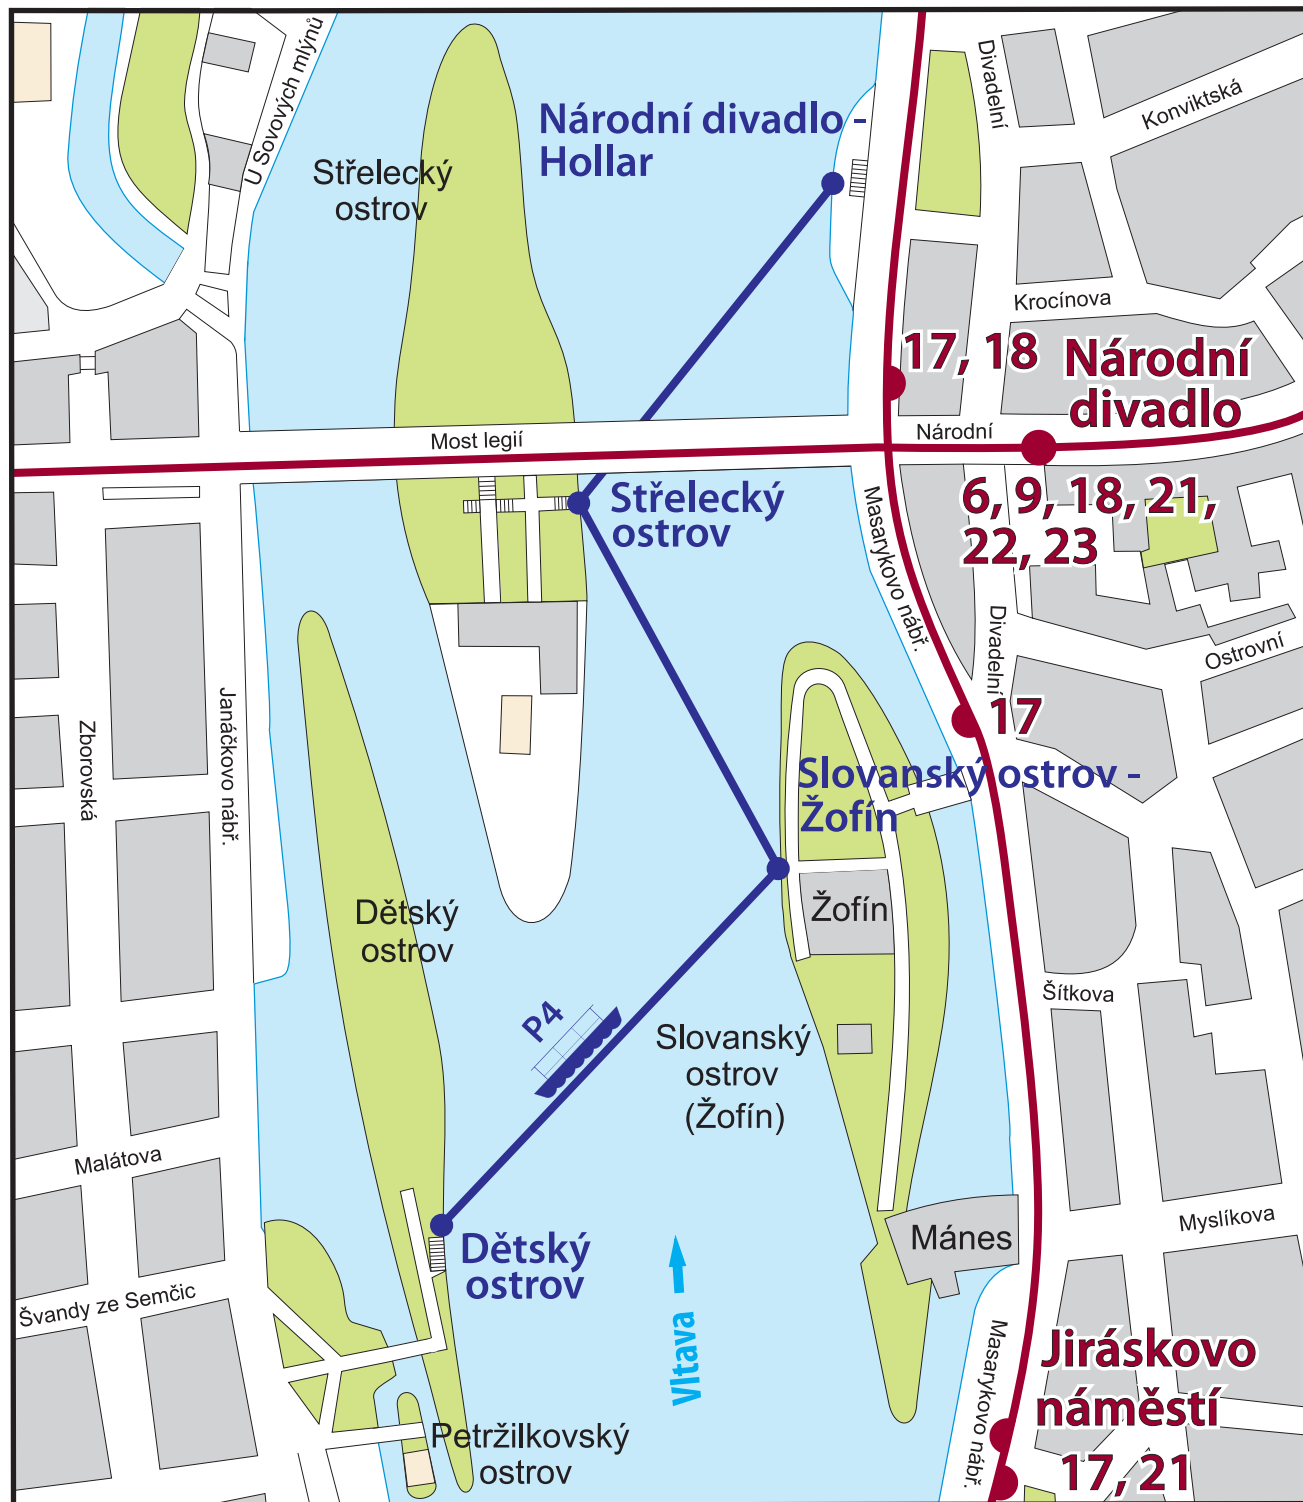 U Sovových mlýnů
Divadelní
Konviktská
Národní divadlo -
Hollar
Střelecký
ostrov
Krocínova
17, 18
Národní
divadlo
Most legií
Národní
6, 9, 18, 21,
22, 23
Střelecký
ostrov
Masarykovo nábř.
Divadelní
Ostrovní
17
Zborovská
Janáčkovo nábř.
Slovanský ostrov -
Žofín
Žofín
Dětský
ostrov
Šítkova
P4
Slovanský
ostrov
(Žofín)
Malátova
Myslíkova
Mánes
Dětský
ostrov
Švandy ze Semčic
Vltava
Masarykovo nábř.
Jiráskovo
náměstí
17, 21
Petržilkovský
ostrov